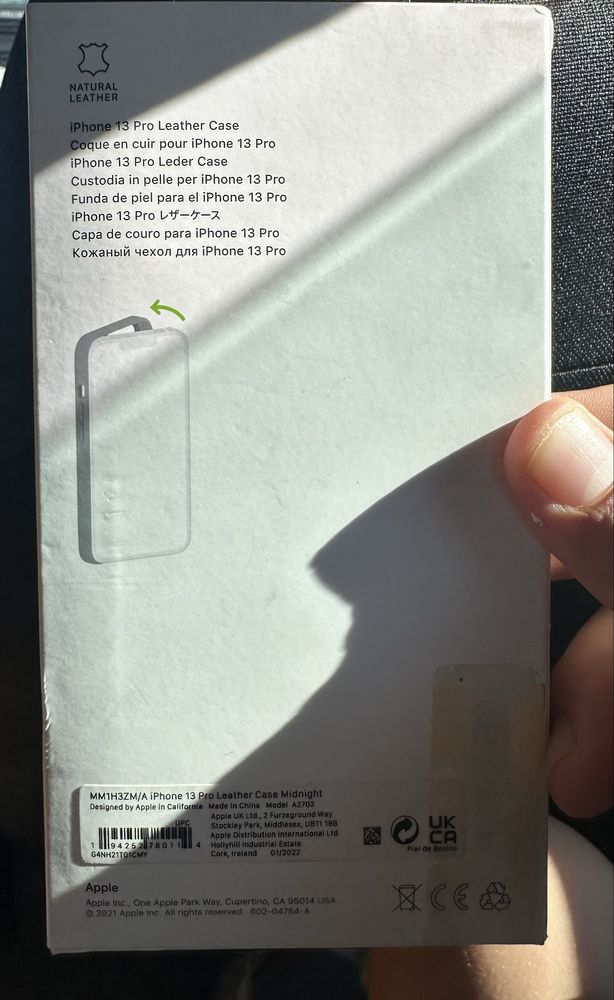 NATURAL
LEATHER
iPhone 13 Pro Leather Case
Coque en cuir pour iPhone 13 Pro
iPhone 13 Pro Leder Case
Custodia in pelle per iPhone 13 Pro
Funda de piel para el iPhone 13 Pro
iPhone 13 Pro レザーケース
Capa de couro para iPhone 13 Pro
Кожаный чехол для iPhone 13 Pro
MM1H3ZM/A iPhone 13 Pro Leather Case Midnight
Designed by Apple in California Made in China Model A2703
Apple UK Ltd., 2 Furzeground Way
UPC
Stockley Park, Middlesex, UB11 1BB
Apple Distribution International Ltd.
Hollyhill Industrial Estate
Cork, Ireland 01/2022
1 94252 78011 4
G4NH21T01CMY
UK
CA
Piel de Bovino
Apple
Apple Inc., One Apple Park Way, Cupertino, CA 95014 USA
© 2021 Apple Inc. All rights reserved 602-04754-A
CE